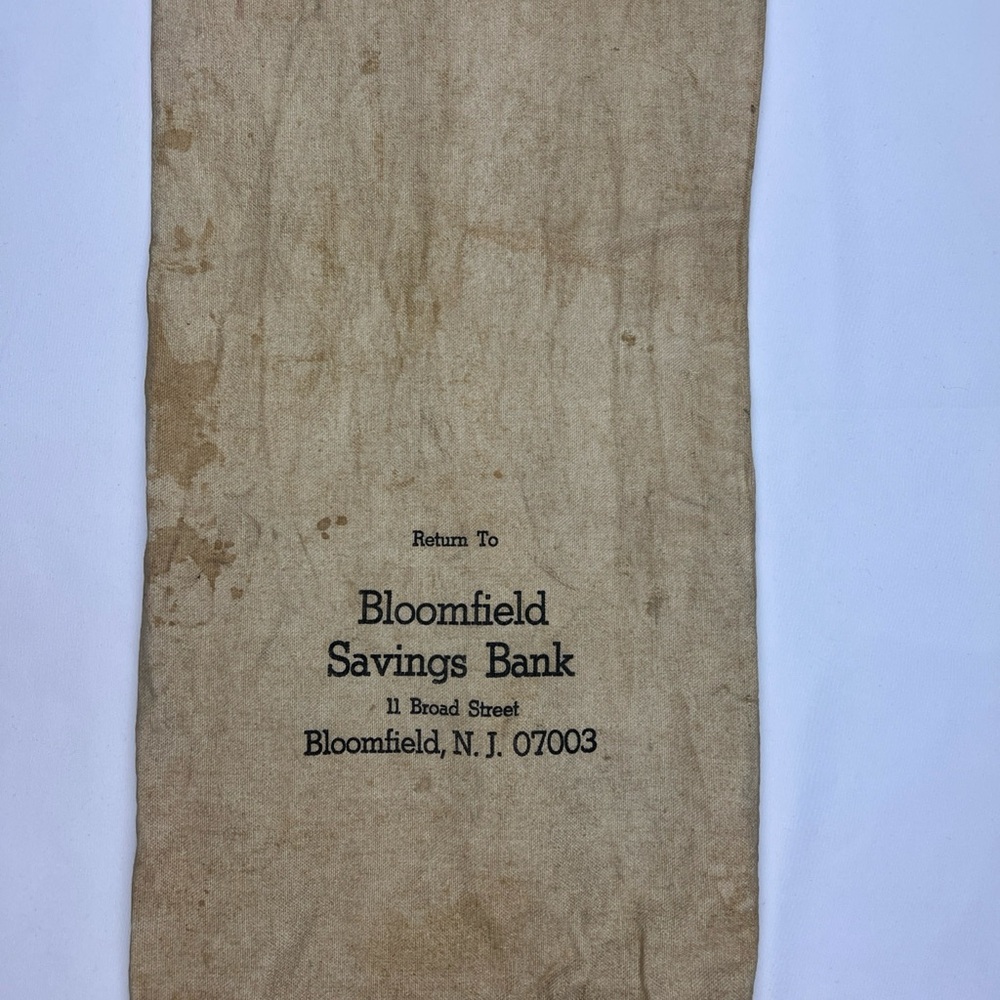 Return To
Bloomfield
Savings Bank
11 Broad Street
Bloomfield, N. J. 07003